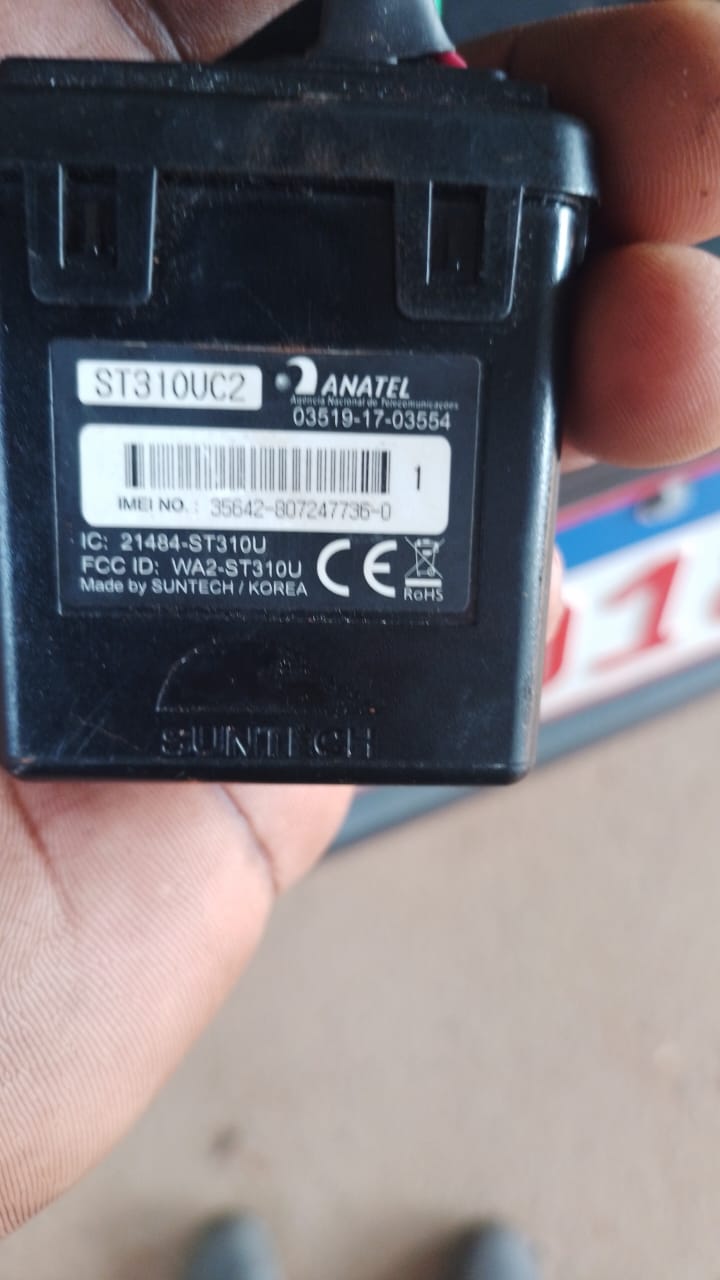 ST310UC2
ANATEL
Agência Nacional de Telecomunicações
03519-17-03554
1
IMEI NO. : 35642-807247736-0
IC: 21484-ST310U
FCC ID: WA2-ST310U
Made by SUNTECH / KOREA
CE
RoHS
SUNTECH